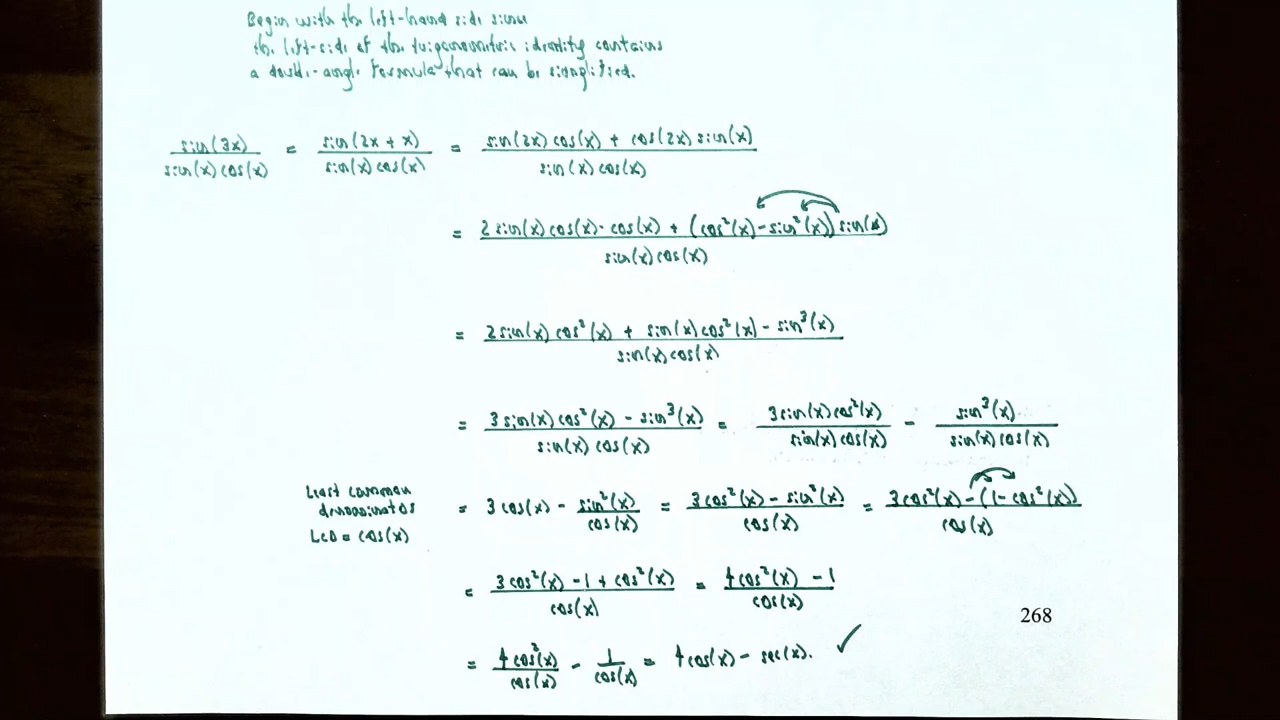 Begin with the left-hand side since
the left-side of the trigonometric identity contains
a double-angle formula that can be simplified.
sin(3x)/(sin(x)cos(x)) = sin(2x + x)/(sin(x)cos(x)) = (sin(2x)cos(x) + cos(2x)sin(x))/(sin(x)cos(x))
= (2sin(x)cos(x)·cos(x) + (cos²(x) - sin²(x))sin(x))/(sin(x)cos(x))
= (2sin(x)cos²(x) + sin(x)cos²(x) - sin³(x))/(sin(x)cos(x))
= (3sin(x)cos²(x) - sin³(x))/(sin(x)cos(x)) = 3sin(x)cos²(x)/(sin(x)cos(x)) - sin³(x)/(sin(x)cos(x))
Least common
denominator
LCD = cos(x)
= 3cos(x) - sin²(x)/cos(x) = (3cos²(x) - sin²(x))/cos(x) = (3cos²(x) - (1 - cos²(x)))/cos(x)
= (3cos²(x) - 1 + cos²(x))/cos(x) = (4cos²(x) - 1)/cos(x)
= 4cos²(x)/cos(x) - 1/cos(x) = 4cos(x) - sec(x). ✓
268